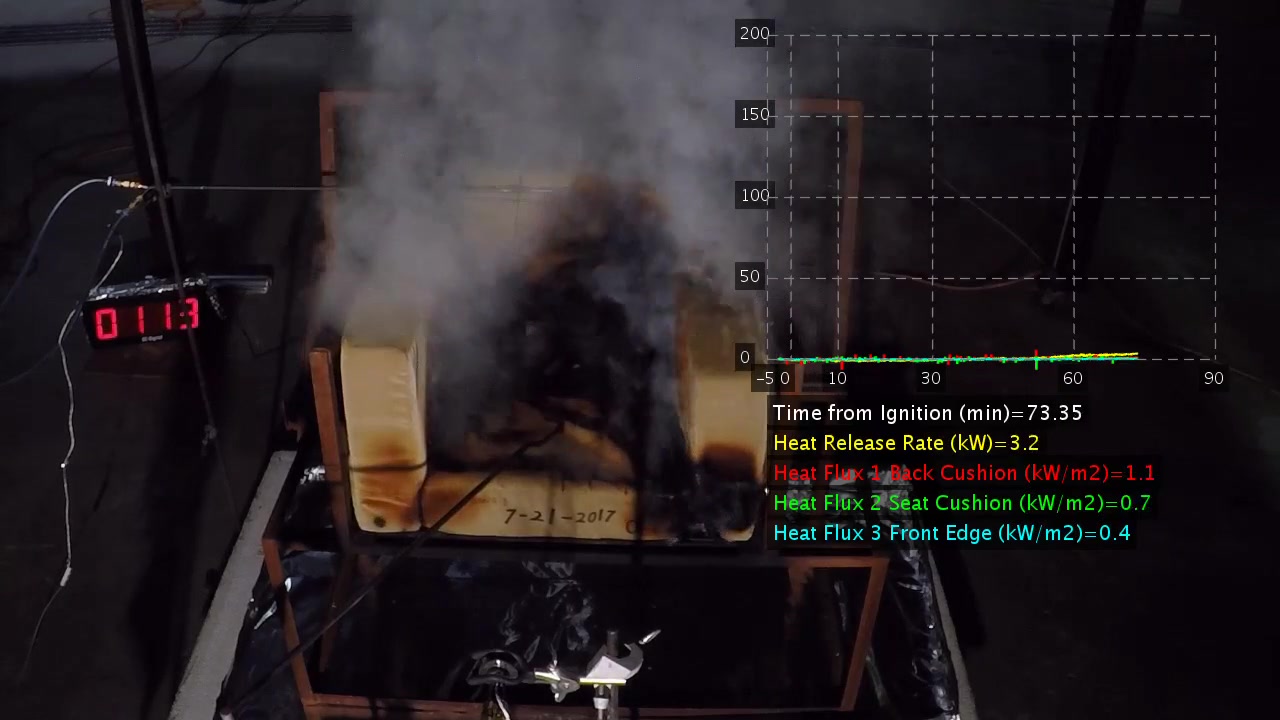 200
150
100
50
0
-5 0 10 30 60 90
011:3
Time from Ignition (min)=73.35
Heat Release Rate (kW)=3.2
Heat Flux 1 Back Cushion (kW/m2)=1.1
Heat Flux 2 Seat Cushion (kW/m2)=0.7
Heat Flux 3 Front Edge (kW/m2)=0.4
7-21-2017